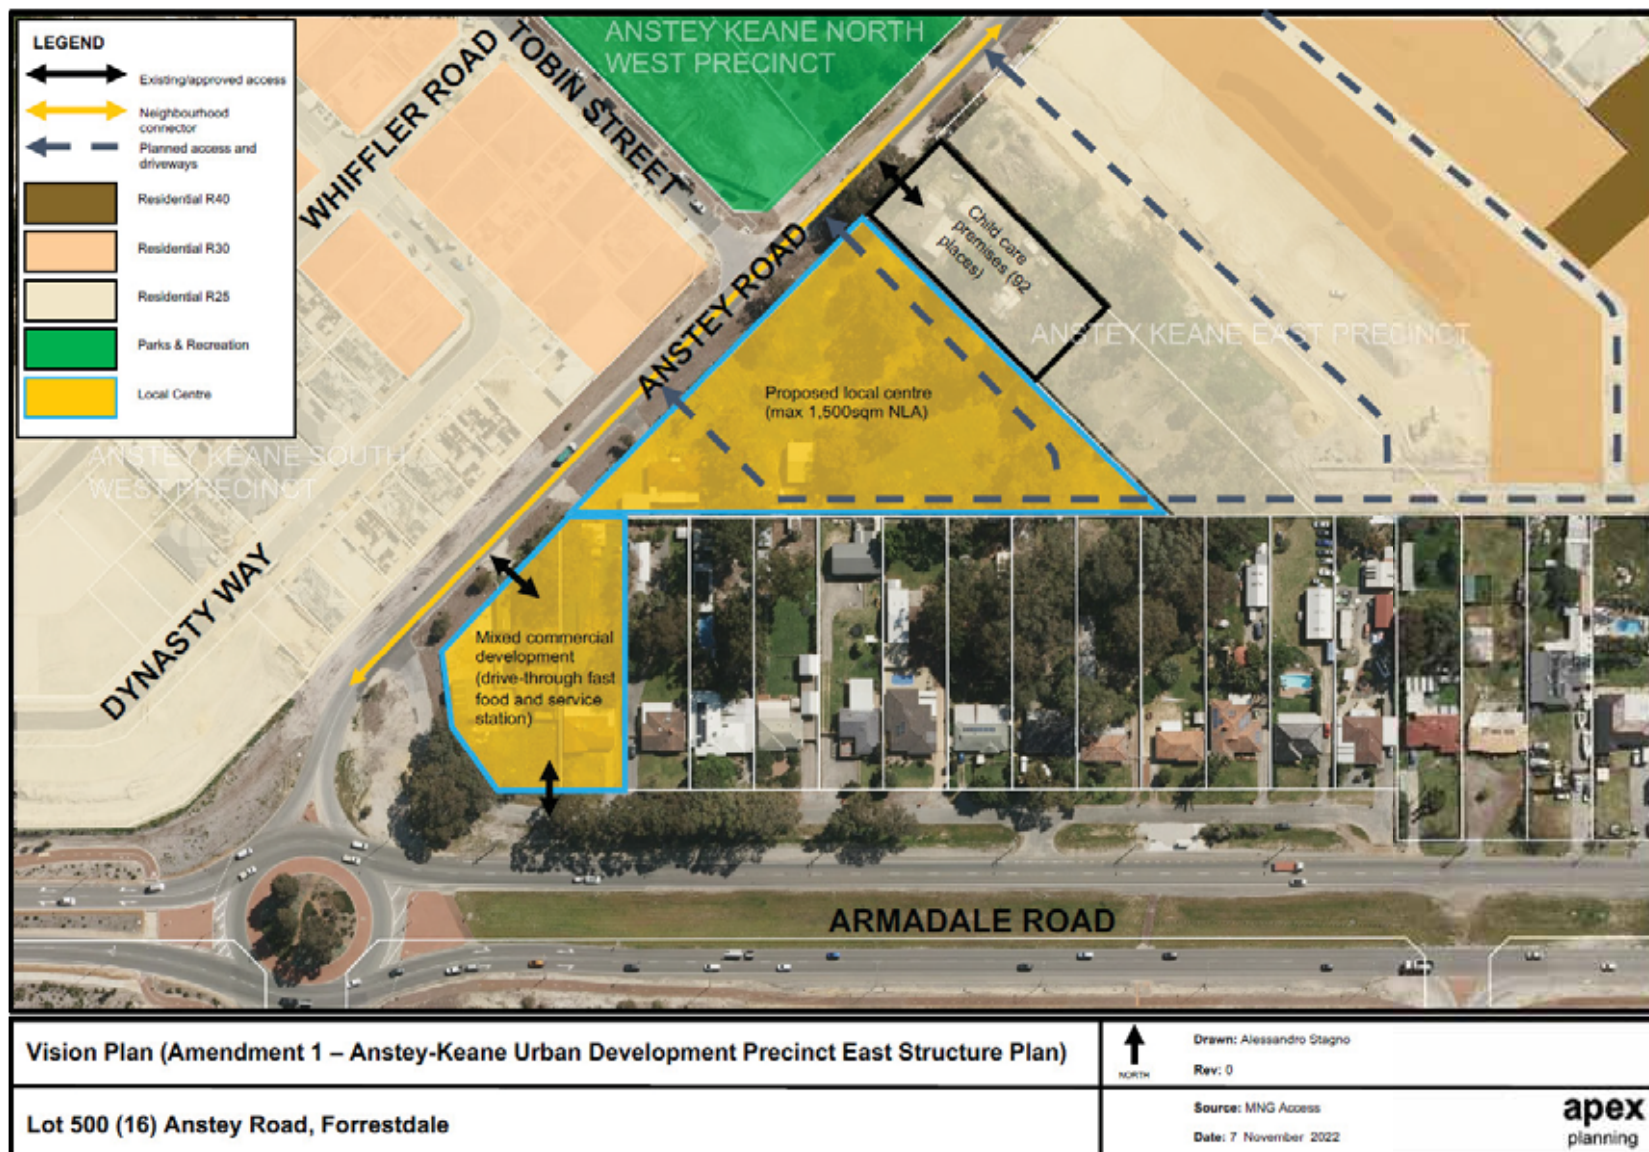 LEGEND
Existing/approved access
Neighbourhood
connector
Planned access and
driveways
Residential R40
Residential R30
Residential R25
Parks & Recreation
Local Centre
WHIFFLER ROAD
TOBIN STREET
ANSTEY KEANE NORTH
WEST PRECINCT
ANSTEY ROAD
Child care
premises (92
places)
ANSTEY KEANE EAST PRECINCT
Proposed local centre
(max 1,500sqm NLA)
ANSTEY KEANE SOUTH
WEST PRECINCT
DYNASTY WAY
Mixed commercial
development
(drive-through fast
food and service
station)
ARMADALE ROAD
Vision Plan (Amendment 1 – Anstey-Keane Urban Development Precinct East Structure Plan)
Lot 500 (16) Anstey Road, Forrestdale
NORTH
Drawn: Alessandro Stagno
Rev: 0
Source: MNG Access
Date: 7 November 2022
apex
planning